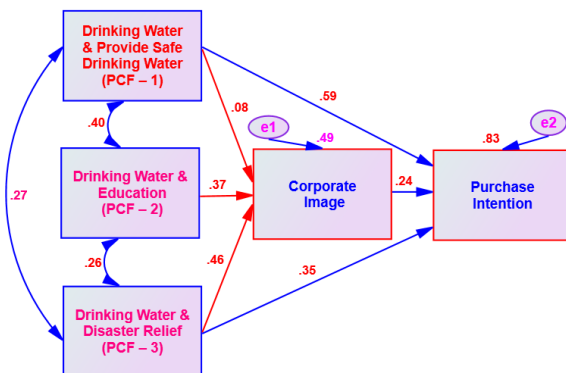 Drinking Water
& Provide Safe
Drinking Water
(PCF – 1)
.59
.08
e1
.49
e2
.83
.40
Drinking Water &
Education
(PCF – 2)
.37
Corporate
Image
.24
Purchase
Intention
.27
.26
.46
.35
Drinking Water &
Disaster Relief
(PCF – 3)